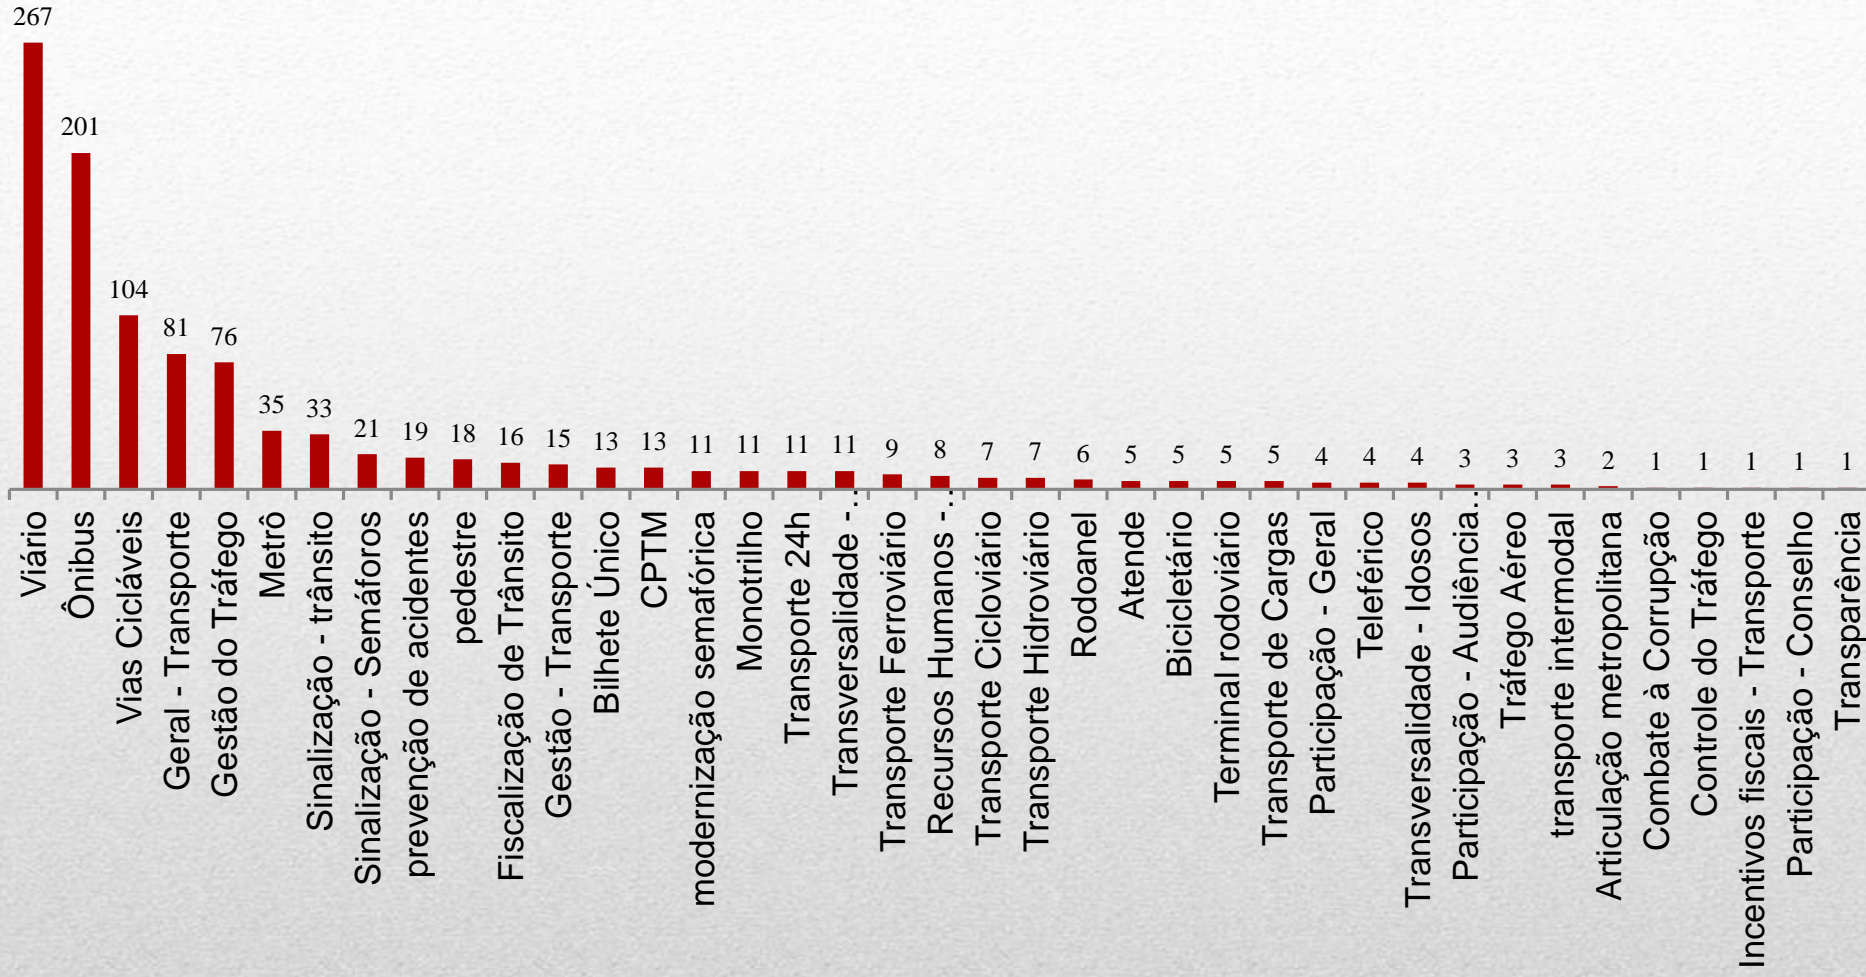 267
201
104
81
76
35
33
21
19
18
16
15
13
13
11
11
11
11
9
8
7
7
6
5
5
5
5
4
4
4
3
3
3
2
1
1
1
1
1
Viário
Ônibus
Vias Cicláveis
Geral - Transporte
Gestão do Tráfego
Metrô
Sinalização - trânsito
Sinalização - Semáforos
prevenção de acidentes
pedestre
Fiscalização de Trânsito
Gestão - Transporte
Bilhete Único
CPTM
modernização semafórica
Monotrilho
Transporte 24h
Transversalidade -…
Transporte Ferroviário
Recursos Humanos -…
Transporte Cicloviário
Transporte Hidroviário
Rodoanel
Atende
Bicicletário
Terminal rodoviário
Transporte de Cargas
Participação - Geral
Teleférico
Transversalidade - Idosos
Participação - Audiência…
Tráfego Aéreo
transporte intermodal
Articulação metropolitana
Combate à Corrupção
Controle do Tráfego
Incentivos fiscais - Transporte
Participação - Conselho
Transparência